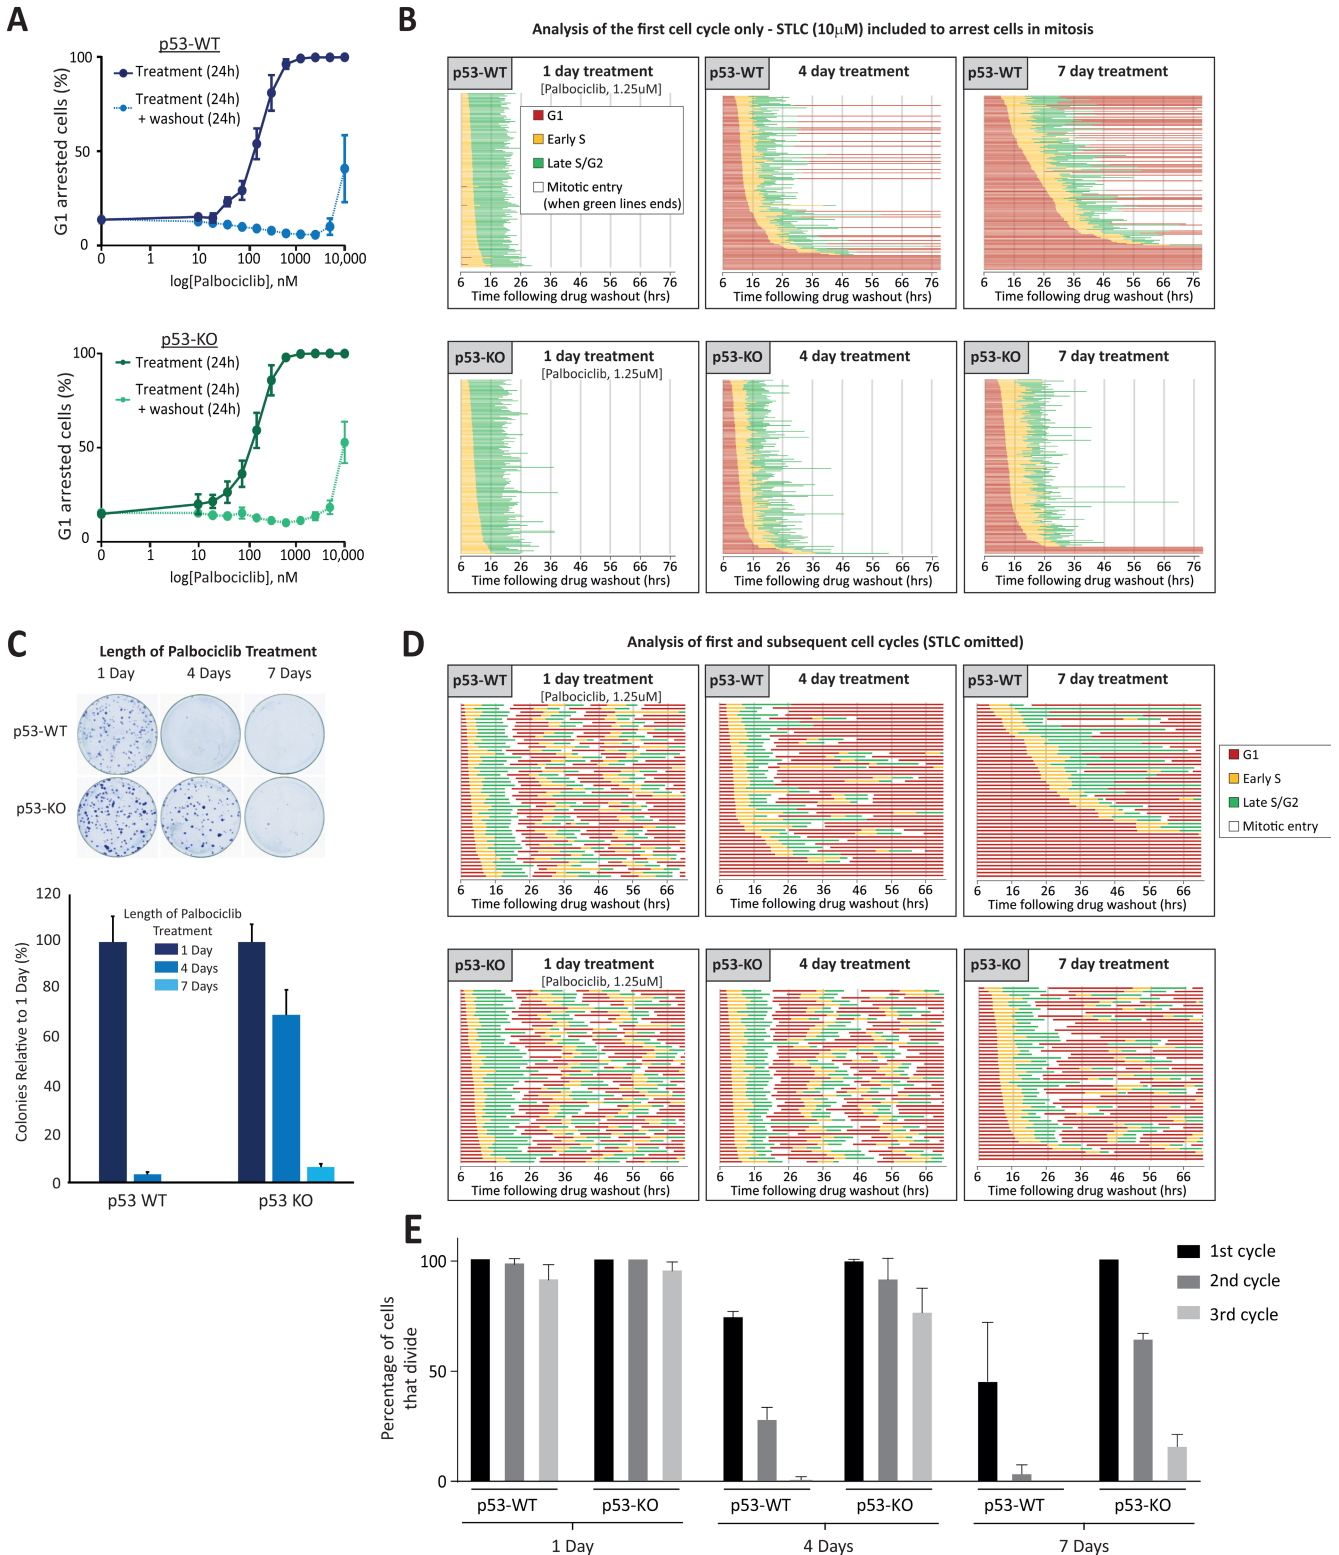 A
p53-WT
100
50
0
G1 arrested cells (%)
Treatment (24h)
Treatment (24h)
+ washout (24h)
0 1 10 100 1000 10,000
log[Palbociclib], nM
p53-KO
100
50
0
G1 arrested cells (%)
Treatment (24h)
Treatment (24h)
+ washout (24h)
0 1 10 100 1000 10,000
log[Palbociclib], nM
B
Analysis of the first cell cycle only - STLC (10μM) included to arrest cells in mitosis
p53-WT
1 day treatment
[Palbociclib, 1.25uM]
G1
Early S
Late S/G2
Mitotic entry
(when green lines ends)
6 16 26 36 46 56 66 76
Time following drug washout (hrs)
p53-WT
4 day treatment
6 16 26 36 46 56 66 76
Time following drug washout (hrs)
p53-WT
7 day treatment
6 16 26 36 46 56 66 76
Time following drug washout (hrs)
p53-KO
1 day treatment
[Palbociclib, 1.25uM]
6 16 26 36 46 56 66 76
Time following drug washout (hrs)
p53-KO
4 day treatment
6 16 26 36 46 56 66 76
Time following drug washout (hrs)
p53-KO
7 day treatment
6 16 26 36 46 56 66 76
Time following drug washout (hrs)
C
Length of Palbociclib Treatment
1 Day 4 Days 7 Days
p53-WT
p53-KO
120
100
80
60
40
20
0
Colonies Relative to 1 Day (%)
Length of Palbociclib
Treatment
1 Day
4 Days
7 Days
p53 WT p53 KO
D
Analysis of first and subsequent cell cycles (STLC omitted)
p53-WT
1 day treatment
[Palbociclib, 1.25uM]
6 16 26 36 46 56 66
Time following drug washout (hrs)
p53-WT
4 day treatment
6 16 26 36 46 56 66
Time following drug washout (hrs)
p53-WT
7 day treatment
6 16 26 36 46 56 66
Time following drug washout (hrs)
G1
Early S
Late S/G2
Mitotic entry
p53-KO
1 day treatment
[Palbociclib, 1.25uM]
6 16 26 36 46 56 66
Time following drug washout (hrs)
p53-KO
4 day treatment
6 16 26 36 46 56 66
Time following drug washout (hrs)
p53-KO
7 day treatment
6 16 26 36 46 56 66
Time following drug washout (hrs)
E
100
50
0
Percentage of cells
that divide
1st cycle
2nd cycle
3rd cycle
p53-WT p53-KO p53-WT p53-KO p53-WT p53-KO
1 Day 4 Days 7 Days